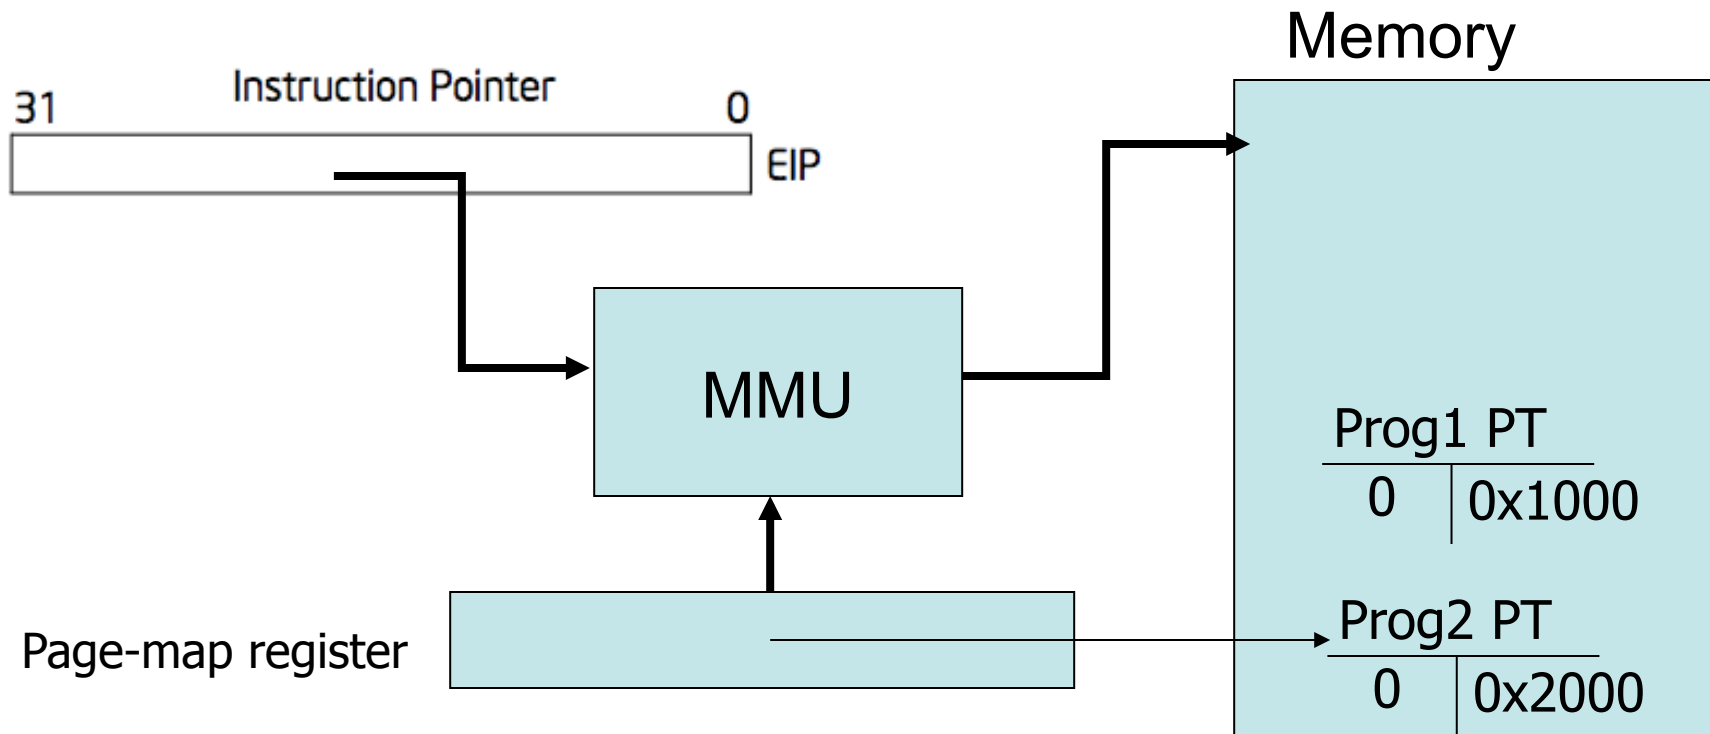 Memory
Instruction Pointer
31 0
EIP
MMU
Prog1 PT
0 0x1000
Page-map register
Prog2 PT
0 0x2000